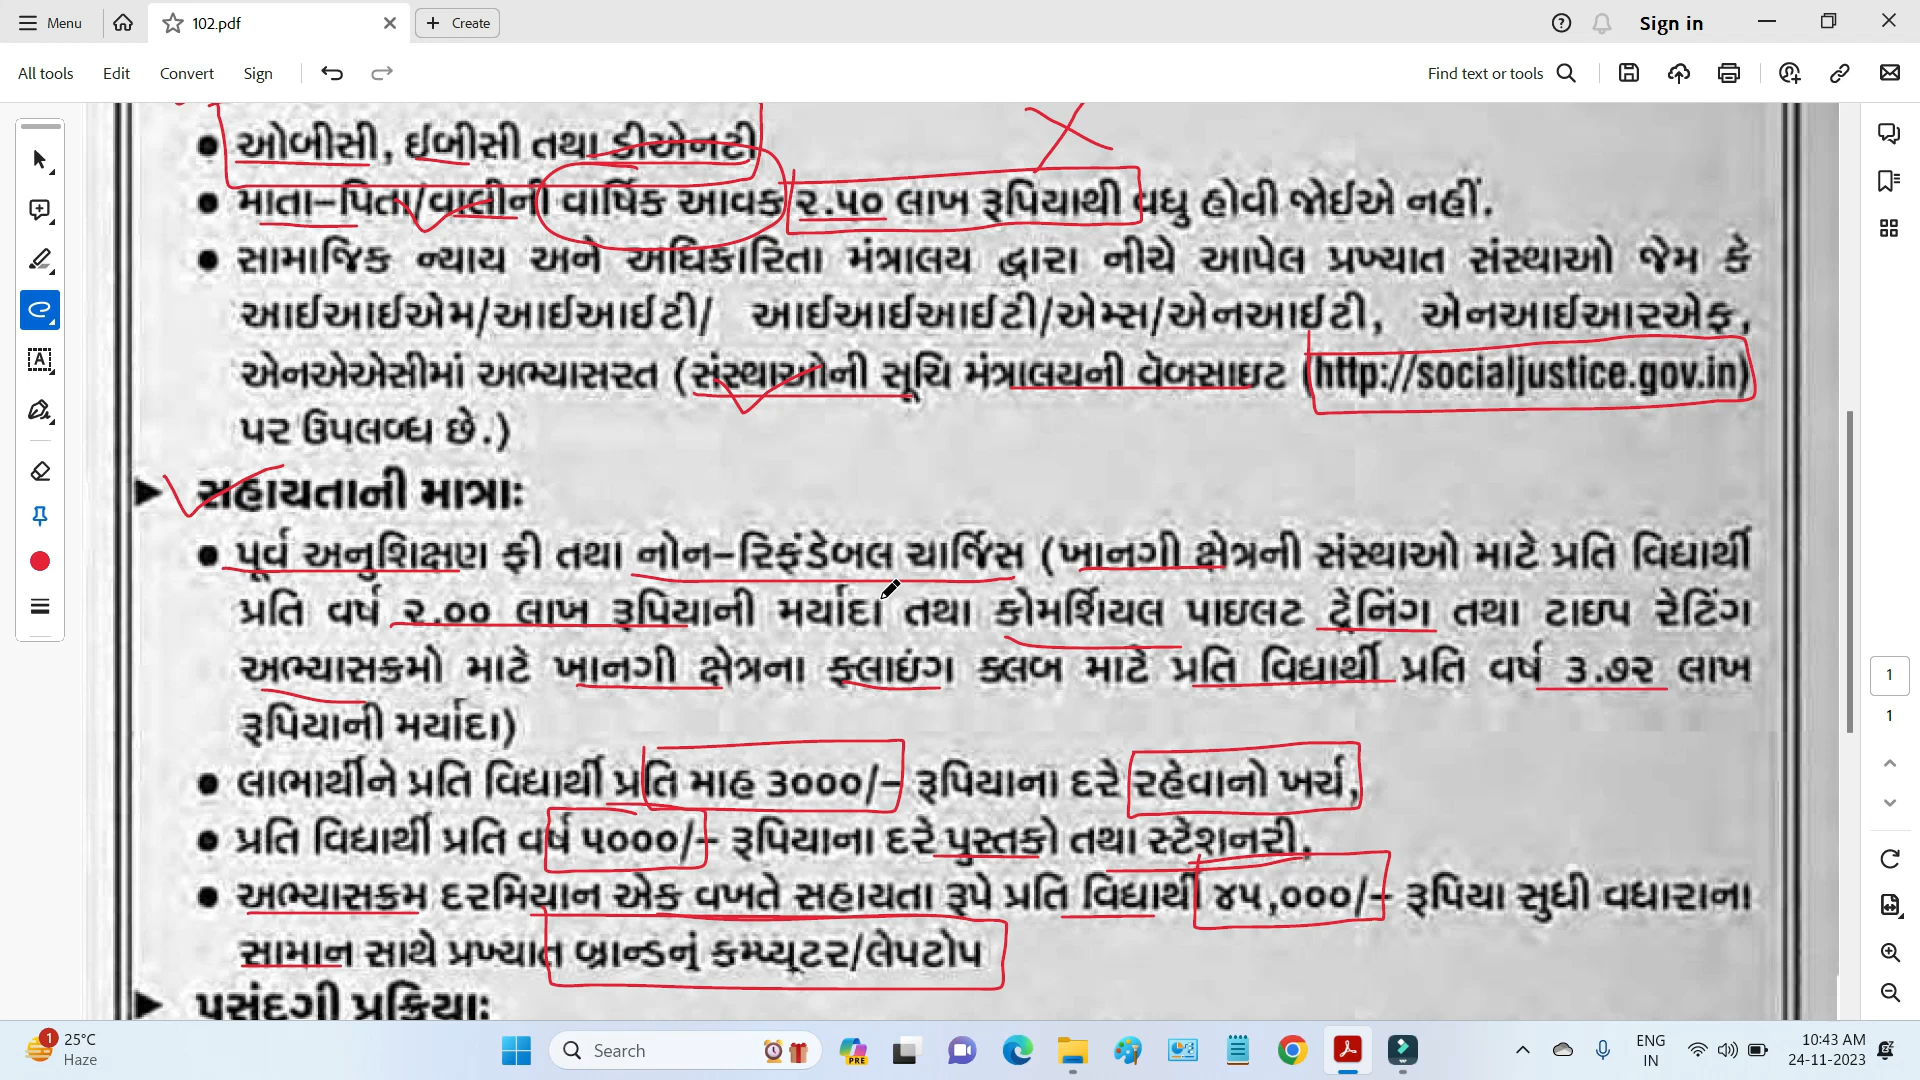 Menu
102.pdf
Create
Sign in
All tools
Edit
Convert
Sign
Find text or tools
• ઓબીસી, ઈબીસી તથા ડીએનટી
• માતા–પિતા/વાલીની વાર્ષિક આવક ૨.૫૦ લાખ રૂપિયાથી વધુ હોવી જોઈએ નહીં.
• સામાજિક ન્યાય અને અધિકારિતા મંત્રાલય દ્વારા નીચે આપેલ પ્રખ્યાત સંસ્થાઓ જેમ કે
આઈઆઈએમ/આઈઆઈટી/ આઈઆઈઆઈટી/એમ્સ/એનઆઈટી, એનઆઈઆરએફ,
એનએએસીમાં અભ્યાસરત (સંસ્થાઓની સૂચિ મંત્રાલયની વેબસાઇટ (http://socialjustice.gov.in)
પર ઉપલબ્ધ છે.)
► સહાયતાની માત્રાઃ
• પૂર્વ અનુશિક્ષણ ફી તથા નોન–રિફંડેબલ ચાર્જિસ (ખાનગી ક્ષેત્રની સંસ્થાઓ માટે પ્રતિ વિદ્યાર્થી
પ્રતિ વર્ષ ૨.૦૦ લાખ રૂપિયાની મર્યાદા તથા કોમર્શિયલ પાઇલટ ટ્રેનિંગ તથા ટાઇપ રેટિંગ
અભ્યાસક્રમો માટે ખાનગી ક્ષેત્રના ફ્લાઇંગ ક્લબ માટે પ્રતિ વિદ્યાર્થી પ્રતિ વર્ષ ૩.૭૨ લાખ
રૂપિયાની મર્યાદા)
• લાભાર્થીને પ્રતિ વિદ્યાર્થી પ્રતિ માહ ૩૦૦૦/– રૂપિયાના દરે રહેવાનો ખર્ચ,
• પ્રતિ વિદ્યાર્થી પ્રતિ વર્ષ ૫૦૦૦/– રૂપિયાના દરે પુસ્તકો તથા સ્ટેશનરી.
• અભ્યાસક્રમ દરમિયાન એક વખતે સહાયતા રૂપે પ્રતિ વિદ્યાર્થી ૪૫,૦૦૦/– રૂપિયા સુધી વધારાના
સામાન સાથે પ્રખ્યાત બ્રાન્ડનું કમ્પ્યૂટર/લેપટોપ
► પસંદગી પ્રક્રિયાઃ
1
1
1
25°C
Haze
Search
PRE
ENG
IN
10:43 AM
24-11-2023